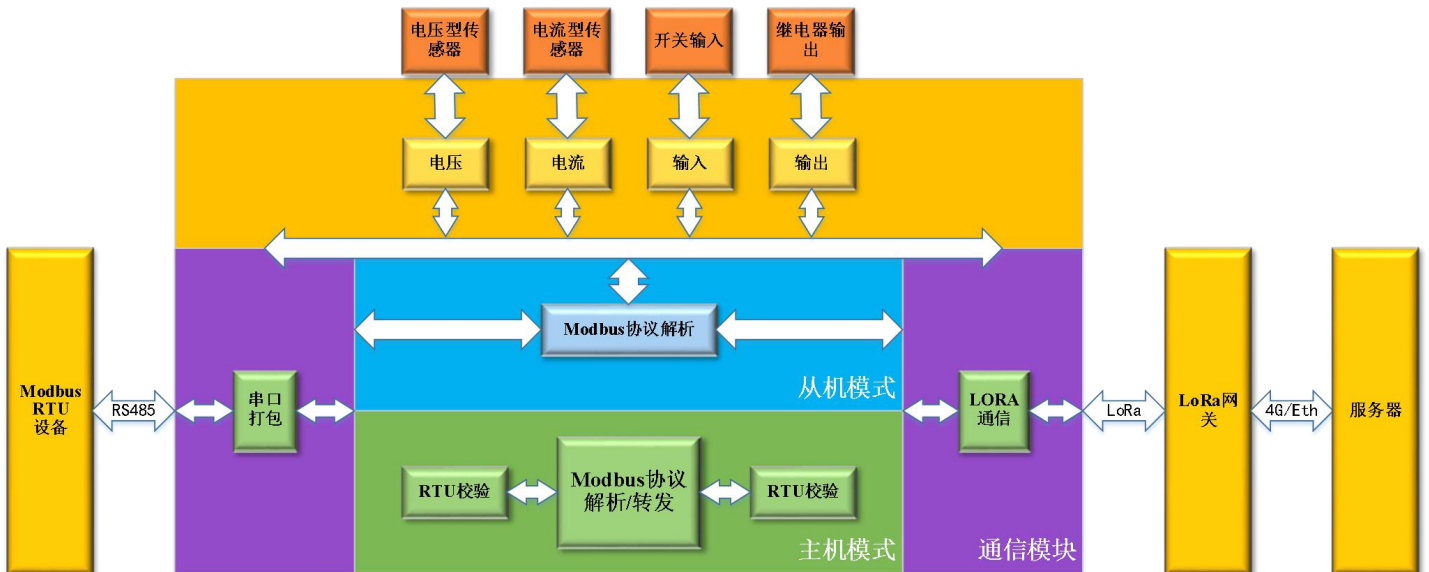 电压型传
感器
电流型传
感器
开关输入
继电器输
出
电压
电流
输入
输出
Modbus协议解析
从机模式
Modbus
RTU
设备
RS485
串口
打包
LORA
通信
LoRa
LoRa网
关
4G/Eth
服务器
RTU校验
Modbus协议
解析/转发
RTU校验
主机模式
通信模块